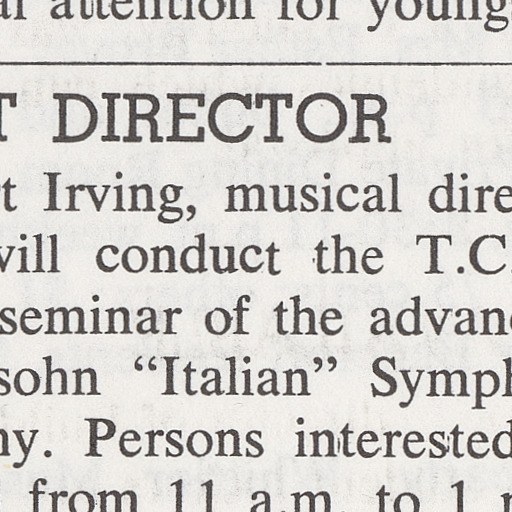 al attention for young
T DIRECTOR
t Irving, musical dire
will conduct the T.C.
seminar of the advan
sohn “Italian” Symph
ny. Persons interested
from 11 a.m. to 1